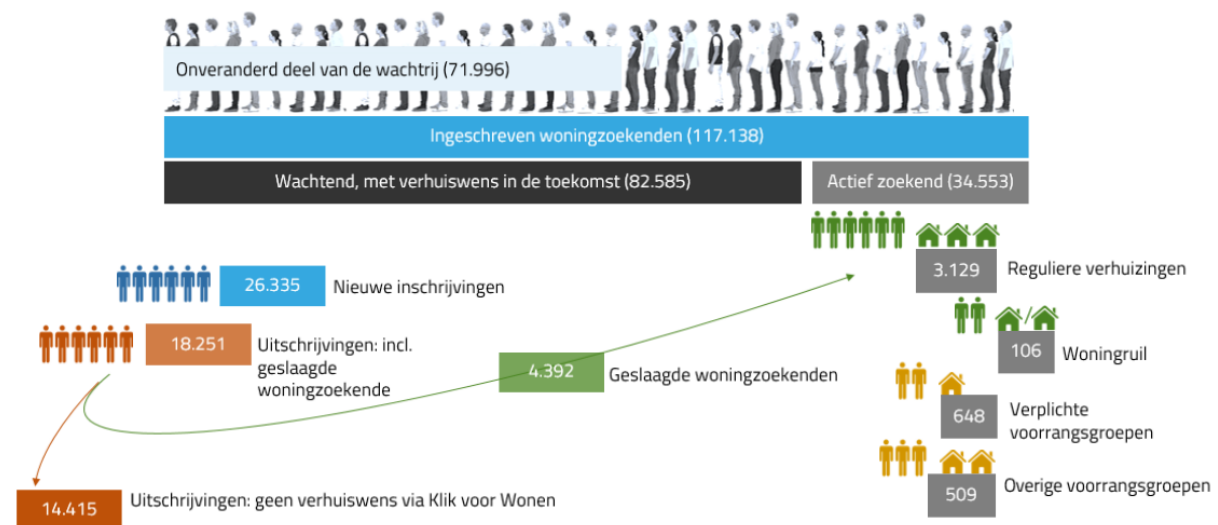 Onveranderd deel van de wachtrij (71.996)
Ingeschreven woningzoekenden (117.138)
Wachtend, met verhuiswens in de toekomst (82.585)
Actief zoekend (34.553)
3.129
Reguliere verhuizingen
26.335
Nieuwe inschrijvingen
106
Woningruil
18.251
Uitschrijvingen: incl.
geslaagde
woningzoekende
4.392
Geslaagde woningzoekenden
648
Verplichte
voorrangsgroepen
509
Overige voorrangsgroepen
14.415
Uitschrijvingen: geen verhuiswens via Klik voor Wonen